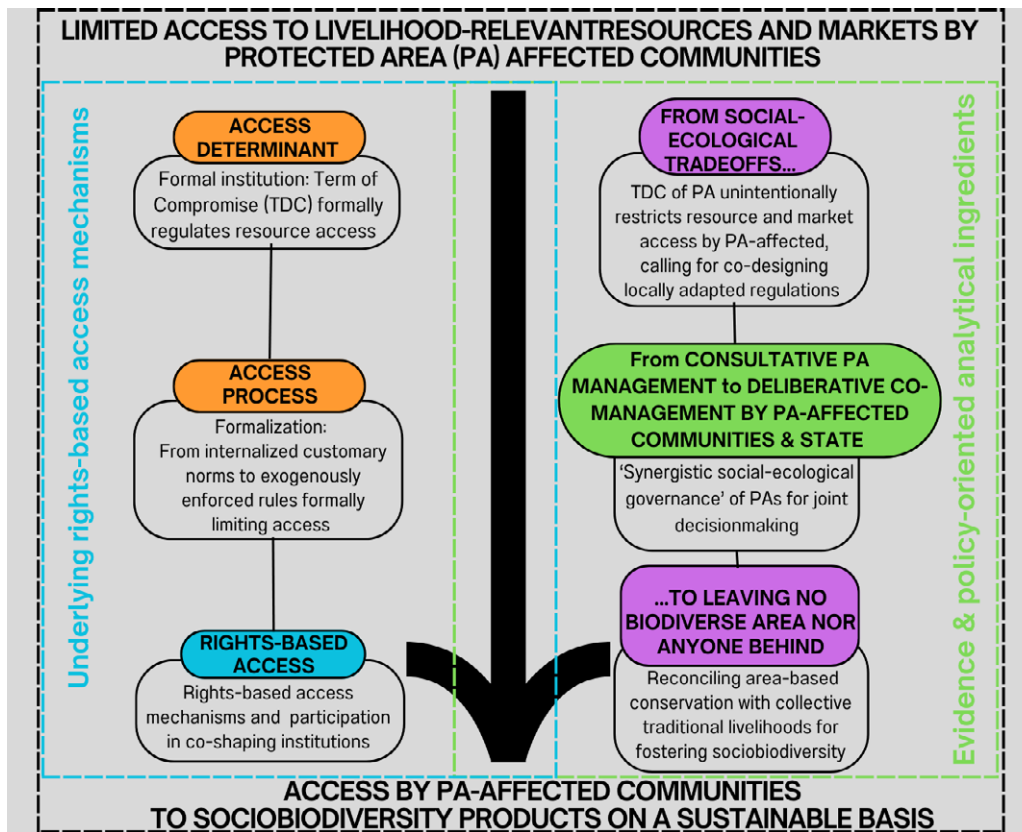 LIMITED ACCESS TO LIVELIHOOD-RELEVANTRESOURCES AND MARKETS BY
PROTECTED AREA (PA) AFFECTED COMMUNITIES
Underlying rights-based access mechanisms
ACCESS
DETERMINANT
Formal institution: Term of
Compromise (TDC) formally
regulates resource access
ACCESS
PROCESS
Formalization:
From internalized customary
norms to exogenously
enforced rules formally
limiting access
RIGHTS-BASED
ACCESS
Rights-based access
mechanisms and participation
in co-shaping institutions
FROM SOCIAL-
ECOLOGICAL
TRADEOFFS...
TDC of PA unintentionally
restricts resource and market
access by PA-affected,
calling for co-designing
locally adapted regulations
From CONSULTATIVE PA
MANAGEMENT to DELIBERATIVE CO-
MANAGEMENT BY PA-AFFECTED
COMMUNITIES & STATE
‘Synergistic social-ecological
governance’ of PAs for joint
decisionmaking
...TO LEAVING NO
BIODIVERSE AREA NOR
ANYONE BEHIND
Reconciling area-based
conservation with collective
traditional livelihoods for
fostering sociobiodiversity
Evidence & policy-oriented analytical ingredients
ACCESS BY PA-AFFECTED COMMUNITIES
TO SOCIOBIODIVERSITY PRODUCTS ON A SUSTAINABLE BASIS